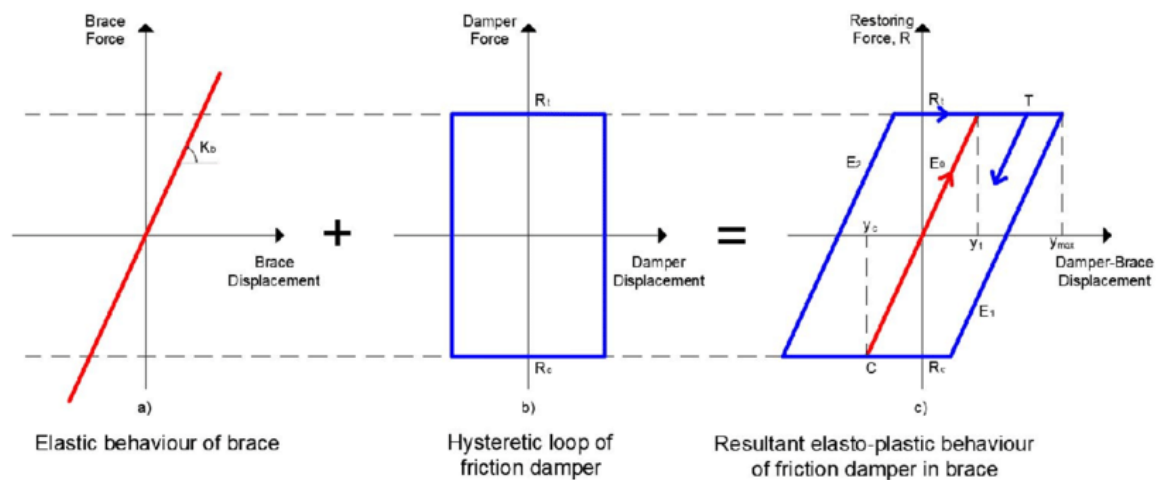 Brace
Force
Damper
Force
Restoring
Force, R
Kb
Rt
Rt
T
E2
E0
+
=
yc
yt
ymax
Brace
Displacement
Damper
Displacement
Damper-Brace
Displacement
E1
Rc
C
Rc
a)
b)
c)
Elastic behaviour of brace
Hysteretic loop of
friction damper
Resultant elasto-plastic behaviour
of friction damper in brace